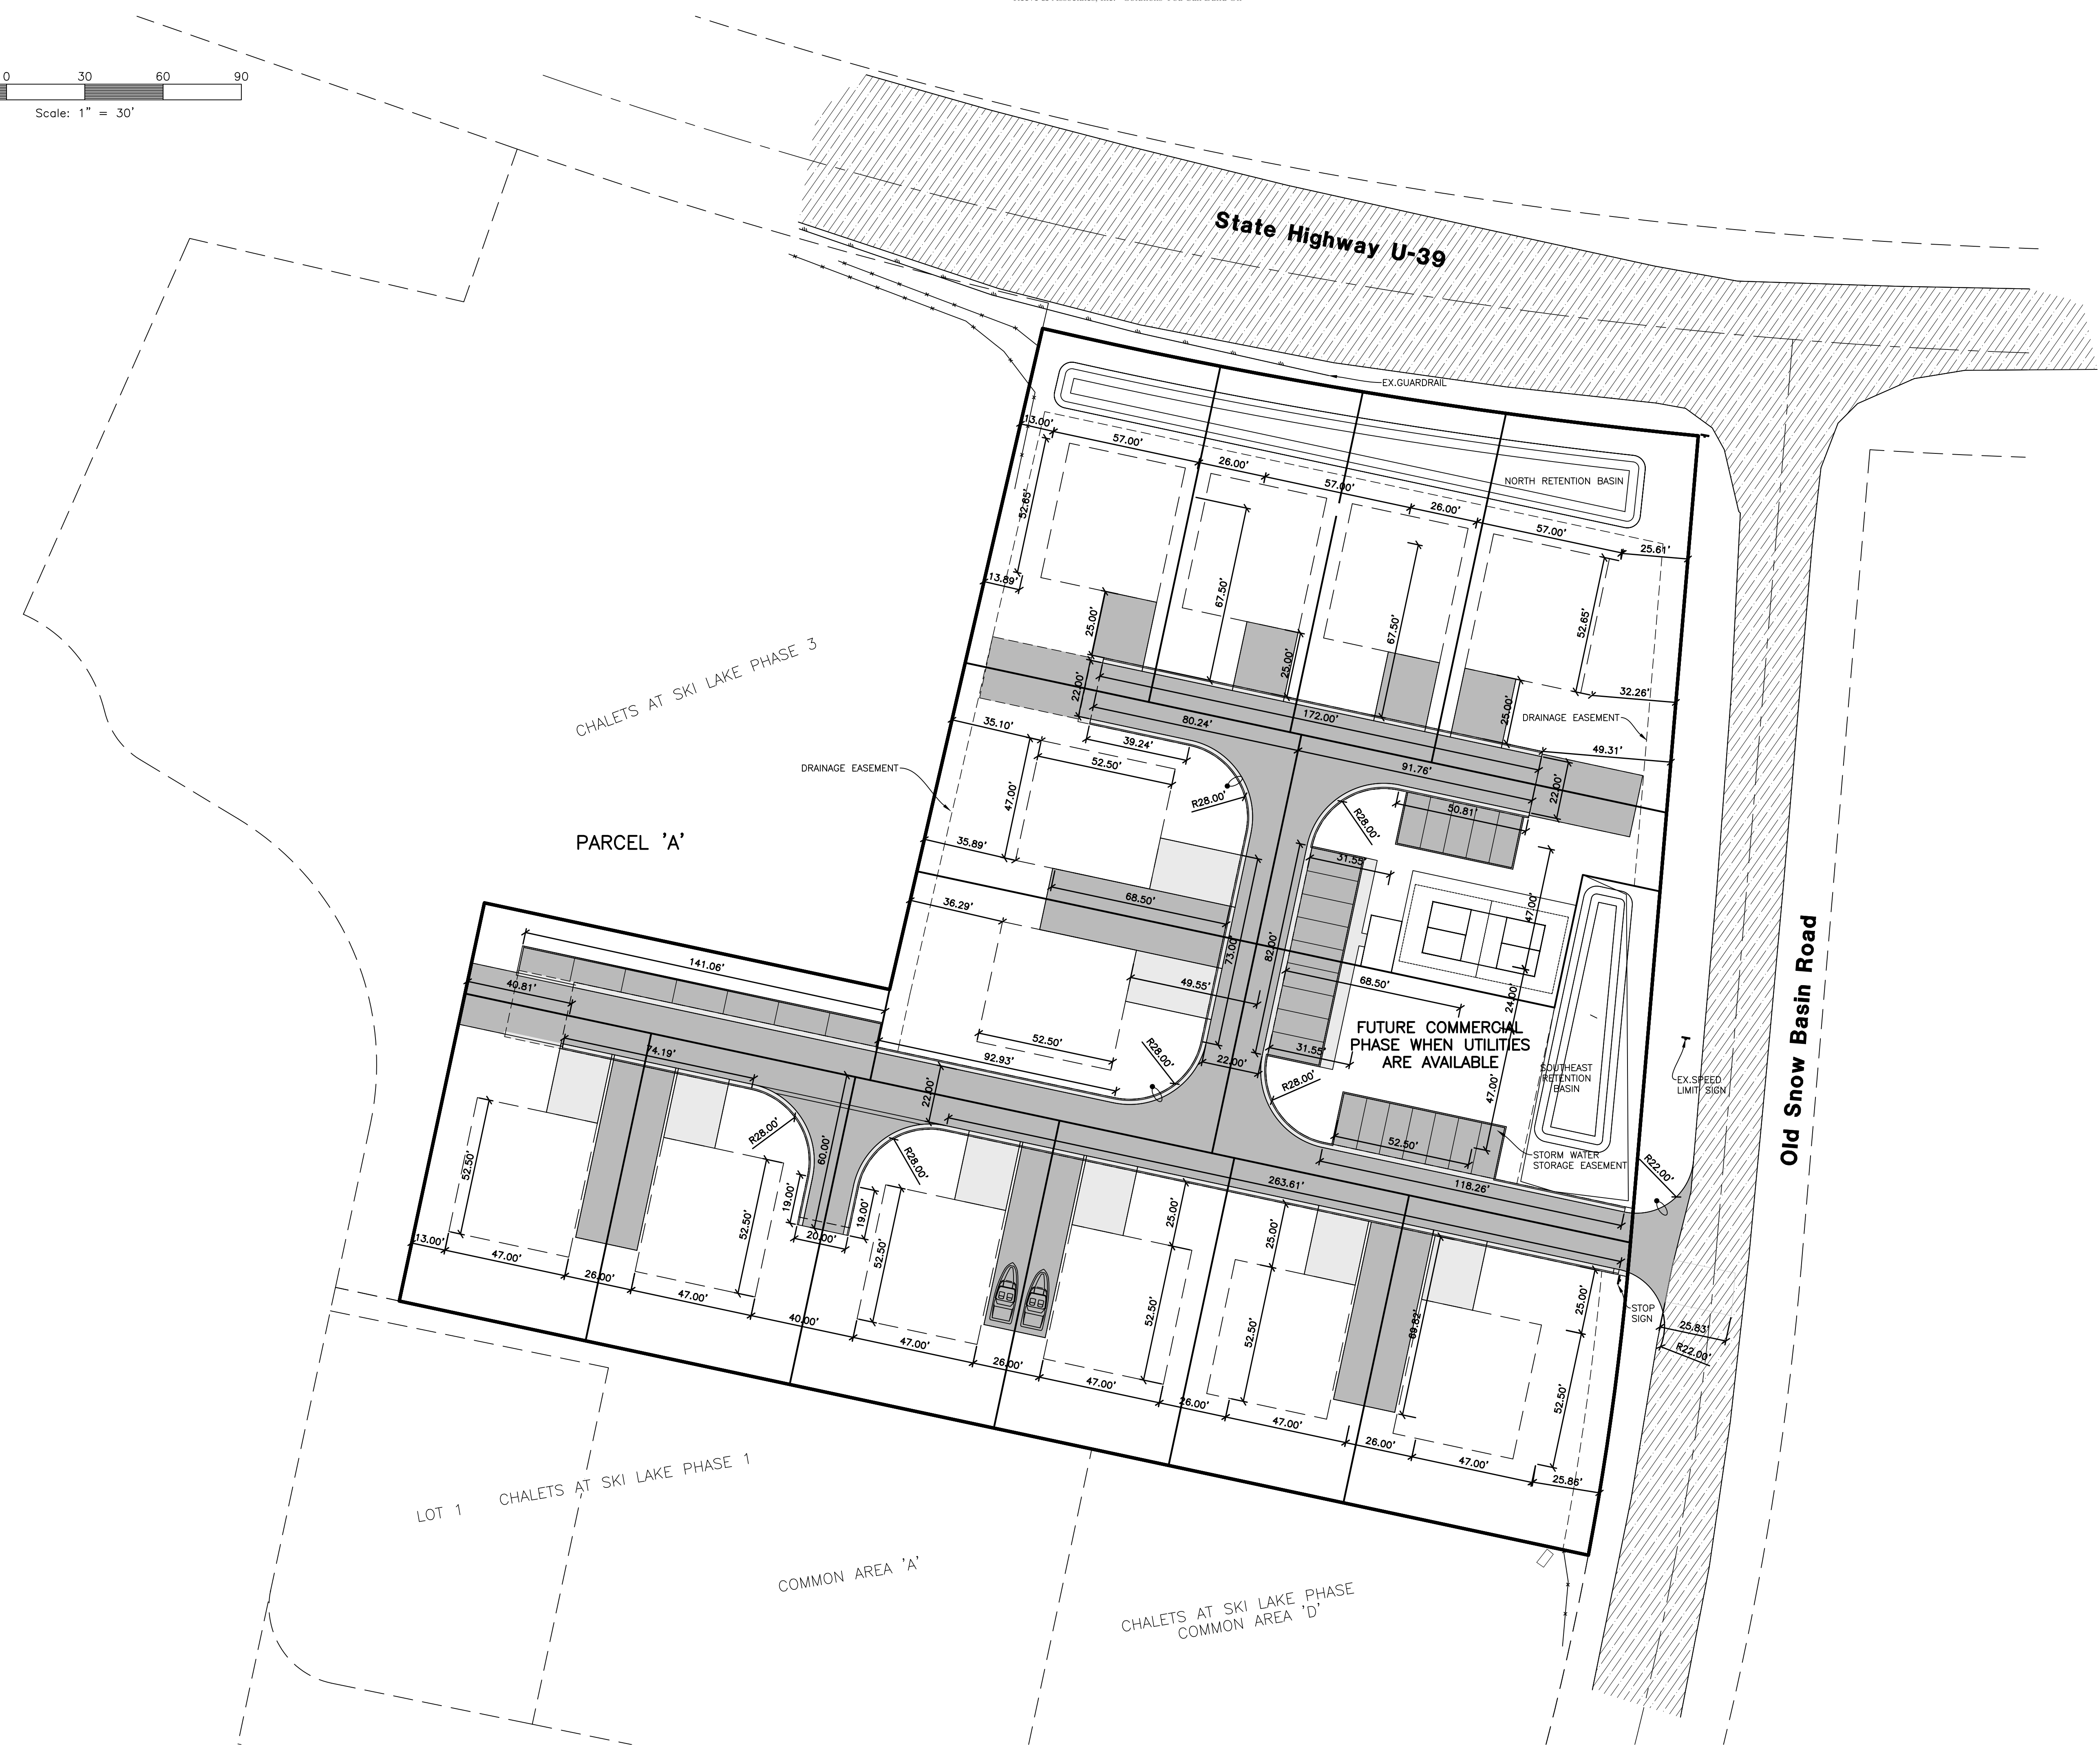 0 30 60 90
Scale: 1" = 30'
State Highway U-39
EX.GUARDRAIL
13.00'
57.00'
26.00'
57.00'
26.00'
57.00'
25.61'
NORTH RETENTION BASIN
52.65'
13.89'
67.50'
67.50'
52.65'
25.00'
25.00'
25.00'
32.26'
DRAINAGE EASEMENT
22.00'
80.24'
172.00'
49.31'
35.10'
39.24'
52.50'
91.76'
22.00'
CHALETS AT SKI LAKE PHASE 3
DRAINAGE EASEMENT
47.00'
R28.00'
R28.00'
50.81'
PARCEL 'A'
35.89'
31.55'
68.50'
47.00'
36.29'
73.00'
82.00'
141.06'
40.81'
49.55'
68.50'
24.00'
FUTURE COMMERCIAL
PHASE WHEN UTILITIES
ARE AVAILABLE
Old Snow Basin Road
74.19'
92.93'
52.50'
R28.00'
22.00'
31.55'
R28.00'
47.00'
SOUTHEAST
RETENTION
BASIN
EX.SPEED
LIMIT SIGN
22.00'
R28.00'
60.00'
R28.00'
52.50'
STORM WATER
STORAGE EASEMENT
R22.00'
52.50'
52.50'
19.00'
19.00'
20.00'
52.50'
263.61'
118.26'
25.00'
25.00'
25.00'
13.00'
47.00'
26.00'
47.00'
40.00'
47.00'
26.00'
47.00'
26.00'
47.00'
26.00'
47.00'
25.86'
52.50'
52.50'
69.82'
52.50'
STOP
SIGN
25.83'
R22.00'
LOT 1
CHALETS AT SKI LAKE PHASE 1
COMMON AREA 'A'
CHALETS AT SKI LAKE PHASE
COMMON AREA 'D'